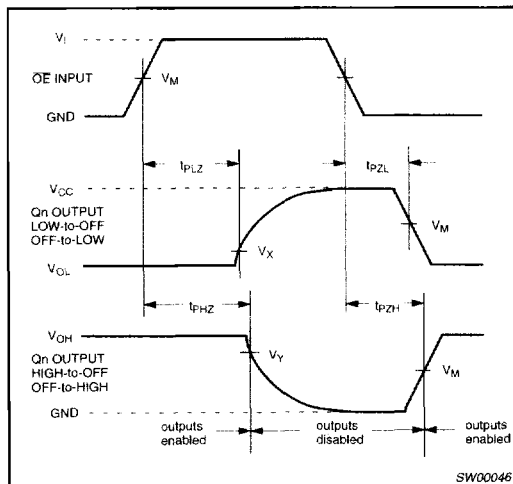 VI
OE INPUT
VM
GND
tPLZ
tPZL
VCC
Qn OUTPUT
LOW-to-OFF
OFF-to-LOW
VM
VX
VOL
tPHZ
tPZH
VOH
Qn OUTPUT
HIGH-to-OFF
OFF-to-HIGH
VY
VM
GND
outputs
enabled
outputs
disabled
outputs
enabled
SW00046